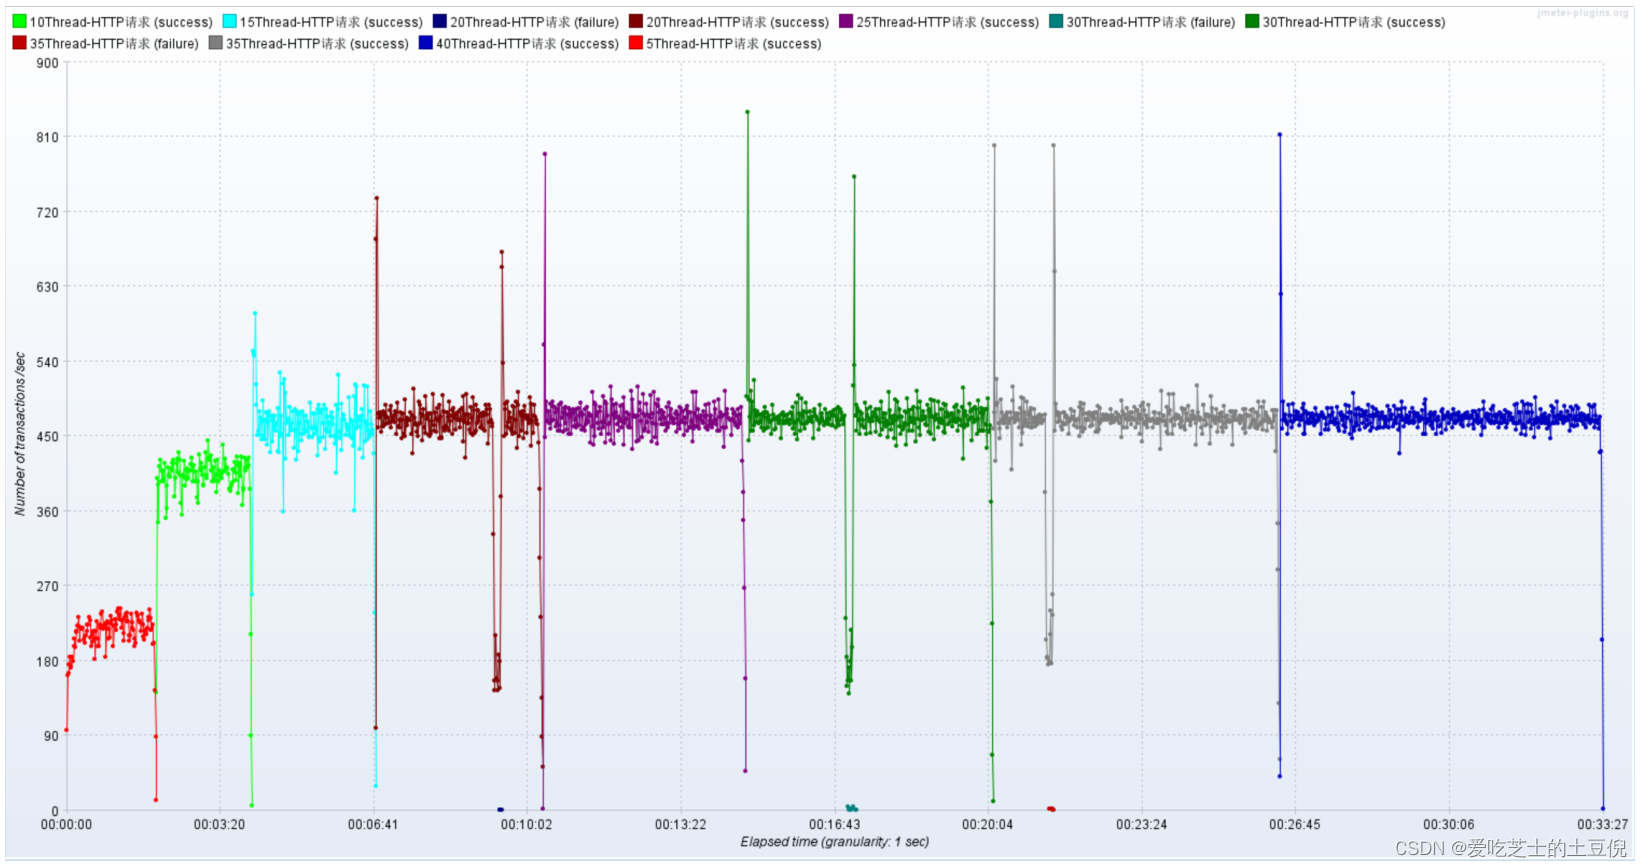 jmeter-plugins.org
10Thread-HTTP请求 (success) 15Thread-HTTP请求 (success) 20Thread-HTTP请求 (failure) 20Thread-HTTP请求 (success) 25Thread-HTTP请求 (success) 30Thread-HTTP请求 (failure) 30Thread-HTTP请求 (success)
35Thread-HTTP请求 (failure) 35Thread-HTTP请求 (success) 40Thread-HTTP请求 (success) 5Thread-HTTP请求 (success)
900
810
720
630
540
450
360
270
180
90
0
Number of transactions /sec
00:00:00 00:03:20 00:06:41 00:10:02 00:13:22 00:16:43 00:20:04 00:23:24 00:26:45 00:30:06 00:33:27
Elapsed time (granularity: 1 sec)
CSDN @爱吃芝士的土豆倪